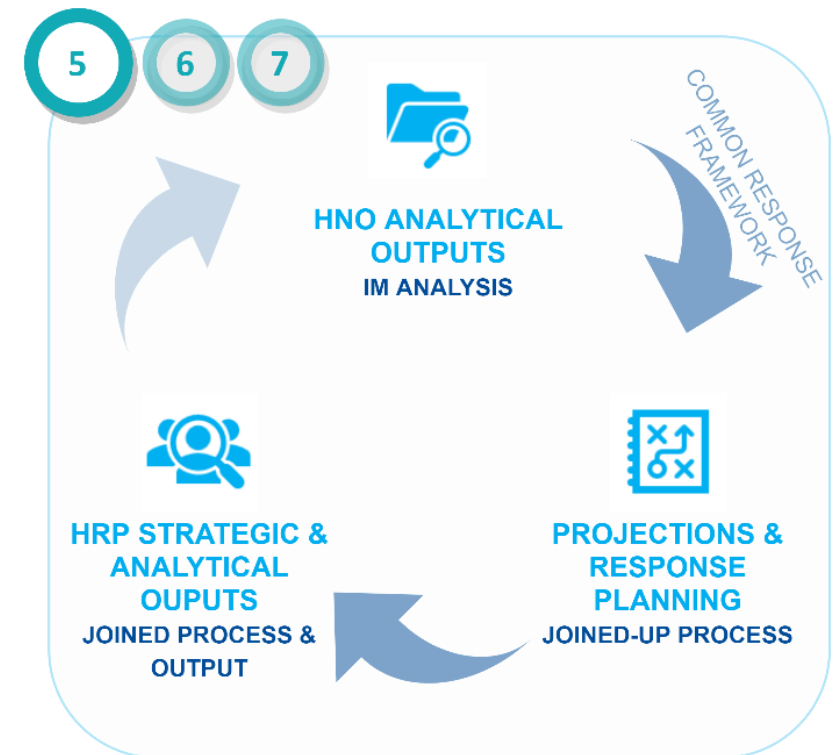 5 6 7
COMMON RESPONSE
FRAMEWORK
HNO ANALYTICAL
OUTPUTS
IM ANALYSIS
HRP STRATEGIC &
ANALYTICAL
OUPUTS
JOINED PROCESS &
OUTPUT
PROJECTIONS &
RESPONSE
PLANNING
JOINED-UP PROCESS